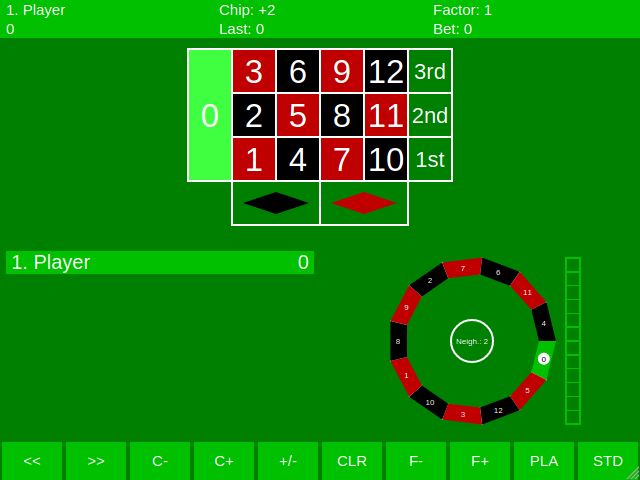 1. Player Chip: +2 Factor: 1
0 Last: 0 Bet: 0
3 6 9 12 3rd
0 2 5 8 11 2nd
1 4 7 10 1st
1. Player 0
7
6
2
11
9
4
8
Neigh.: 2
0
1
5
10
3
12
<< >> C- C+ +/- CLR F- F+ PLA STD